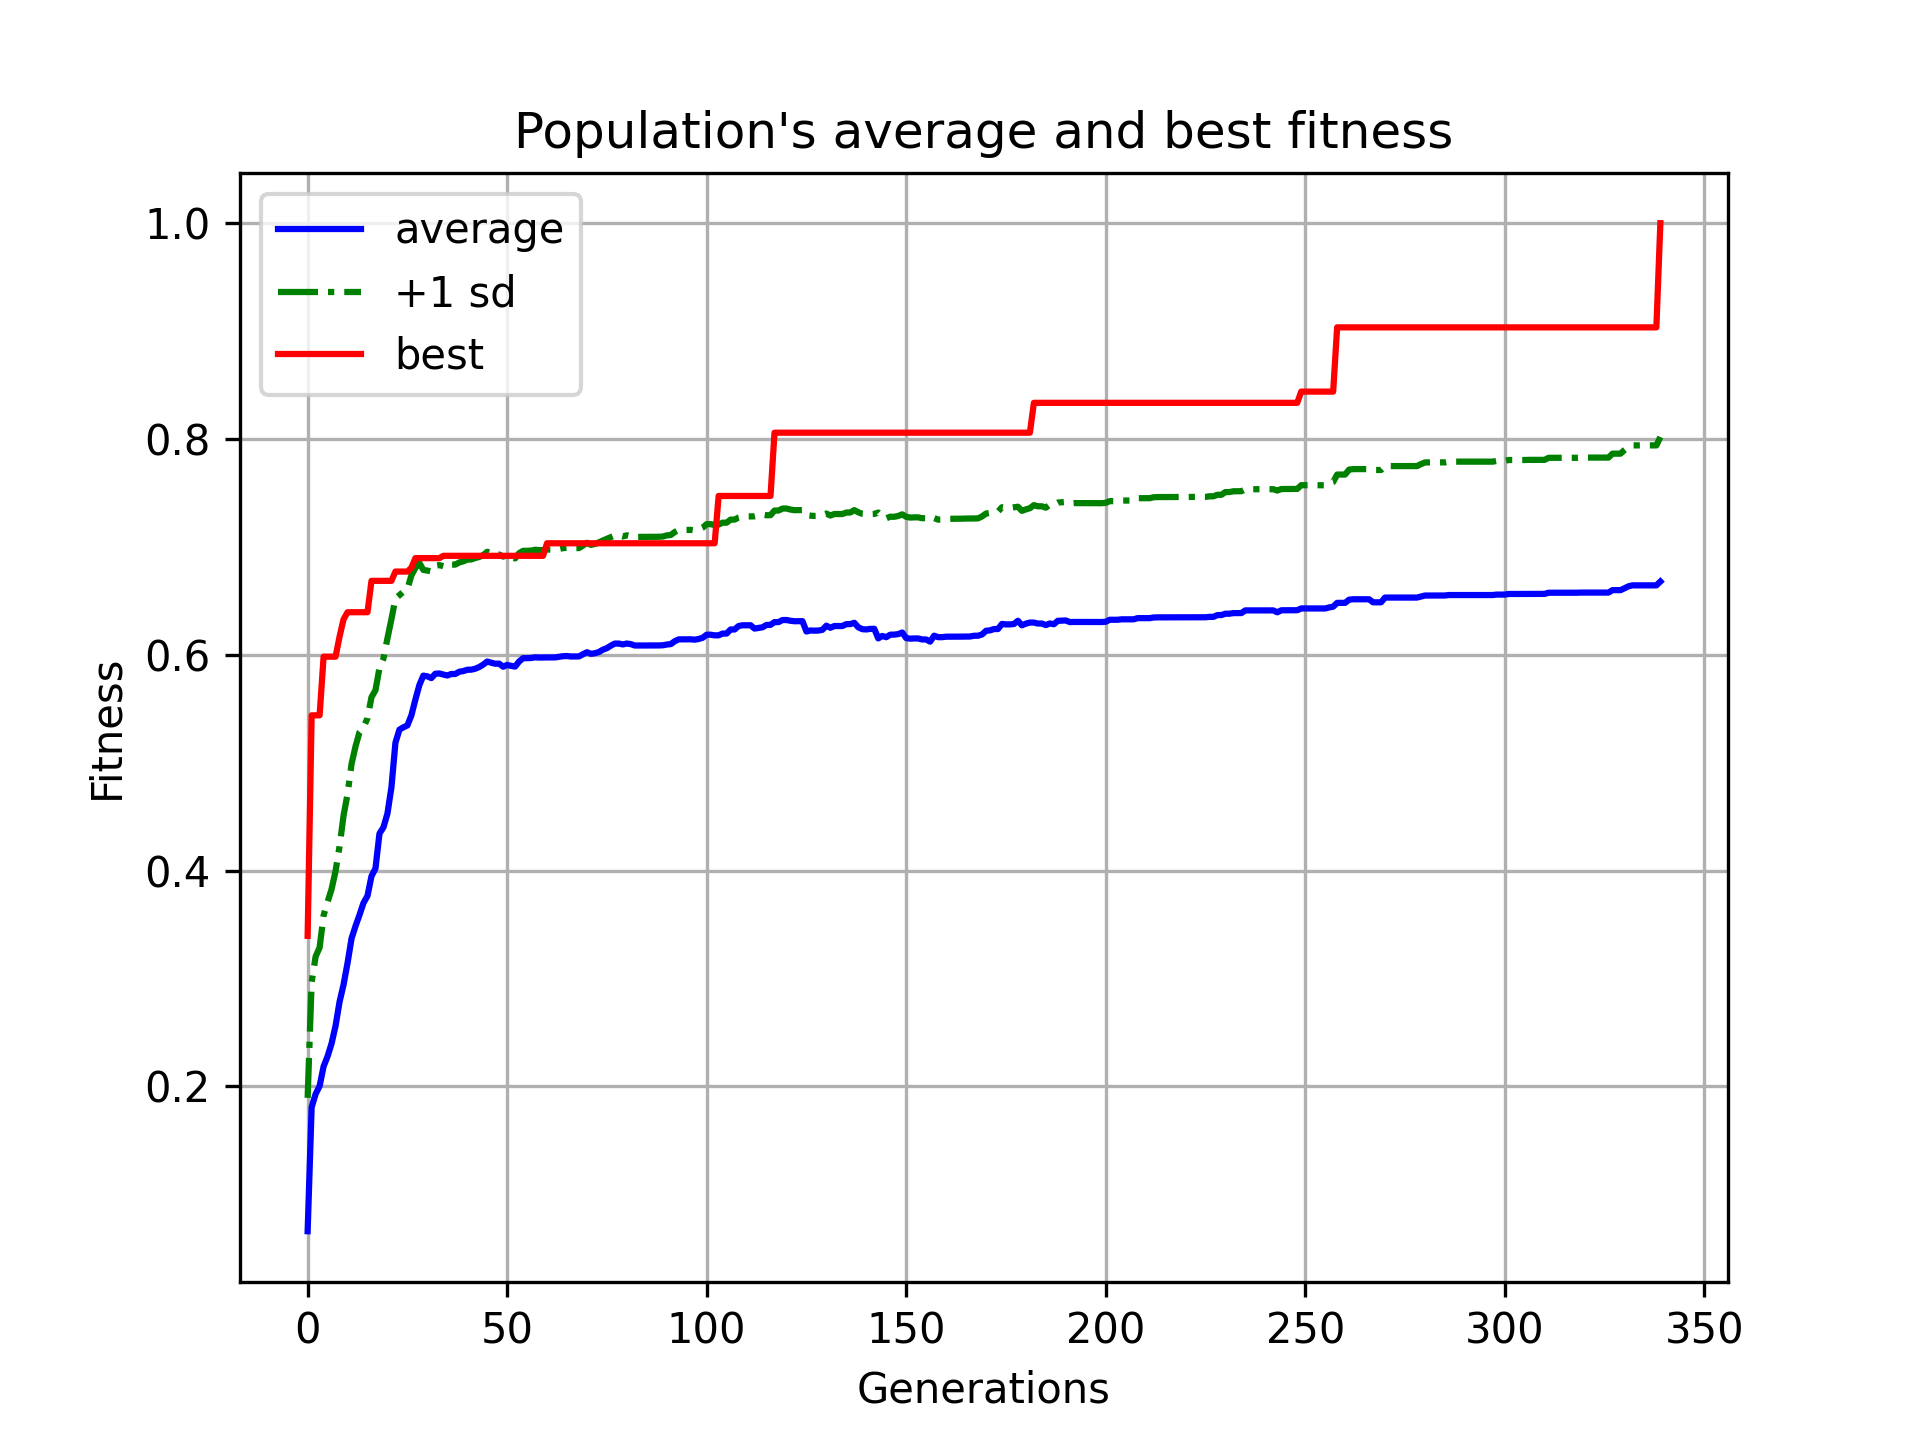 Population's average and best fitness
average
+1 sd
best
1.0
0.8
0.6
0.4
0.2
Fitness
0 50 100 150 200 250 300 350
Generations